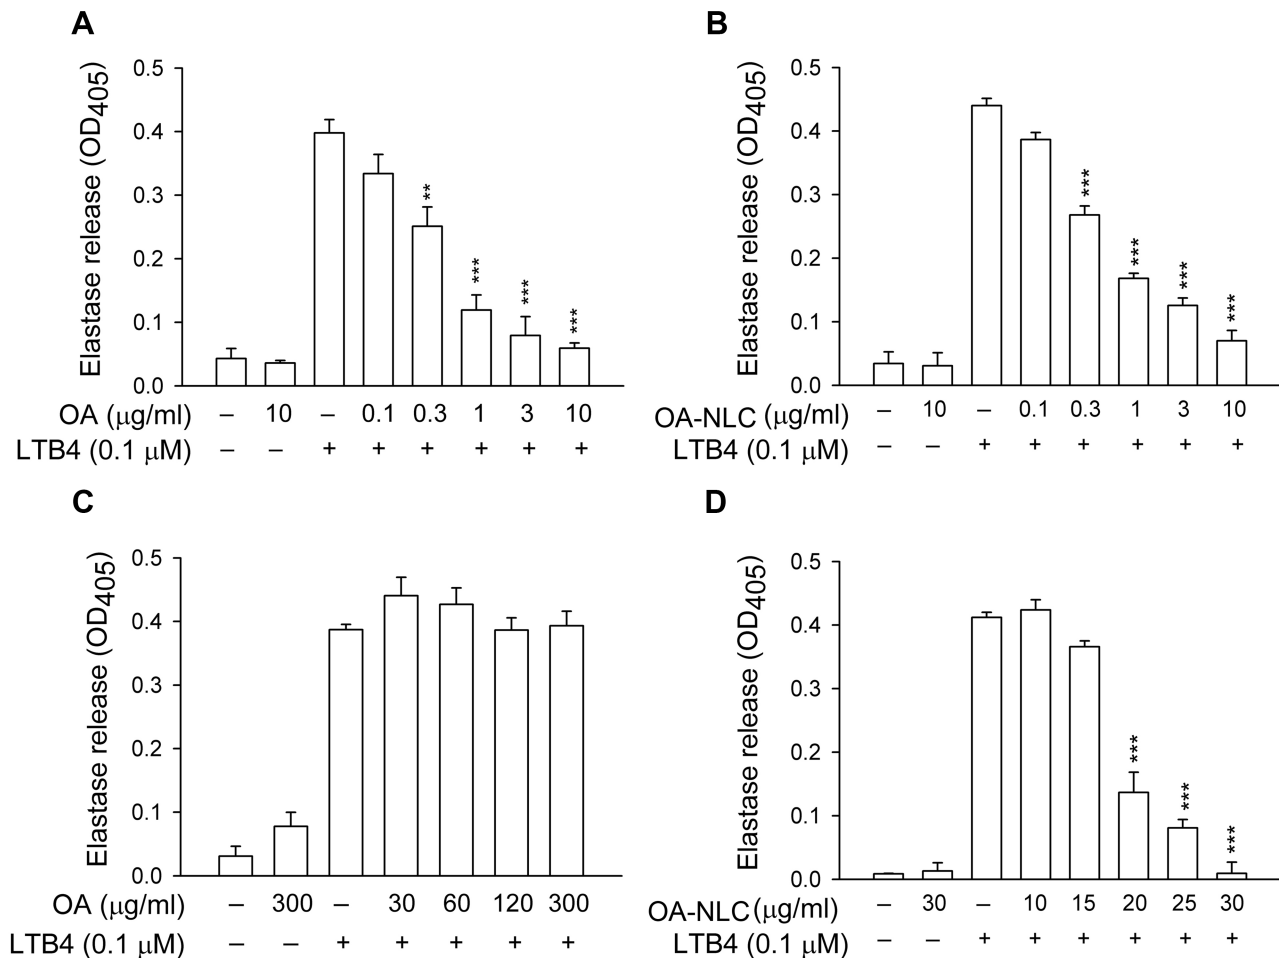 A
Elastase release (OD405)
0.5
0.4
0.3
0.2
0.1
0.0
** *** *** ***
OA (μg/ml) – 10 – 0.1 0.3 1 3 10
LTB4 (0.1 μM) – – + + + + + +
B
Elastase release (OD405)
0.5
0.4
0.3
0.2
0.1
0.0
*** *** *** ***
OA-NLC (μg/ml) – 10 – 0.1 0.3 1 3 10
LTB4 (0.1 μM) – – + + + + + +
C
Elastase release (OD405)
0.5
0.4
0.3
0.2
0.1
0.0
OA (μg/ml) – 300 – 30 60 120 300
LTB4 (0.1 μM) – – + + + + +
D
Elastase release (OD405)
0.5
0.4
0.3
0.2
0.1
0.0
*** *** ***
OA-NLC (μg/ml) – 30 – 10 15 20 25 30
LTB4 (0.1 μM) – – + + + + + +